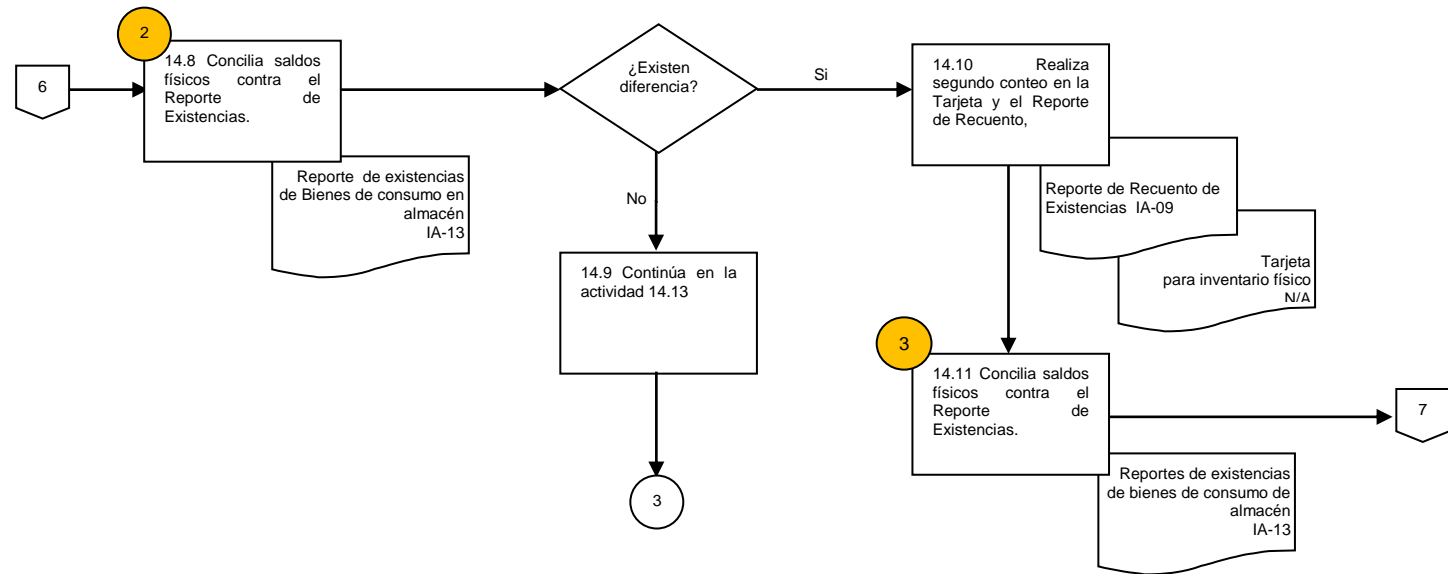 6
2
14.8 Concilia saldos
físicos contra el
Reporte de
Existencias.
Reporte de existencias
de Bienes de consumo en
almacén
IA-13
¿Existen
diferencia?
Si
No
14.9 Continúa en la
actividad 14.13
3
14.10 Realiza
segundo conteo en la
Tarjeta y el Reporte
de Recuento,
Reporte de Recuento de
Existencias IA-09
Tarjeta
para inventario físico
N/A
3
14.11 Concilia saldos
físicos contra el
Reporte de
Existencias.
Reportes de existencias
de bienes de consumo de
almacén
IA-13
7